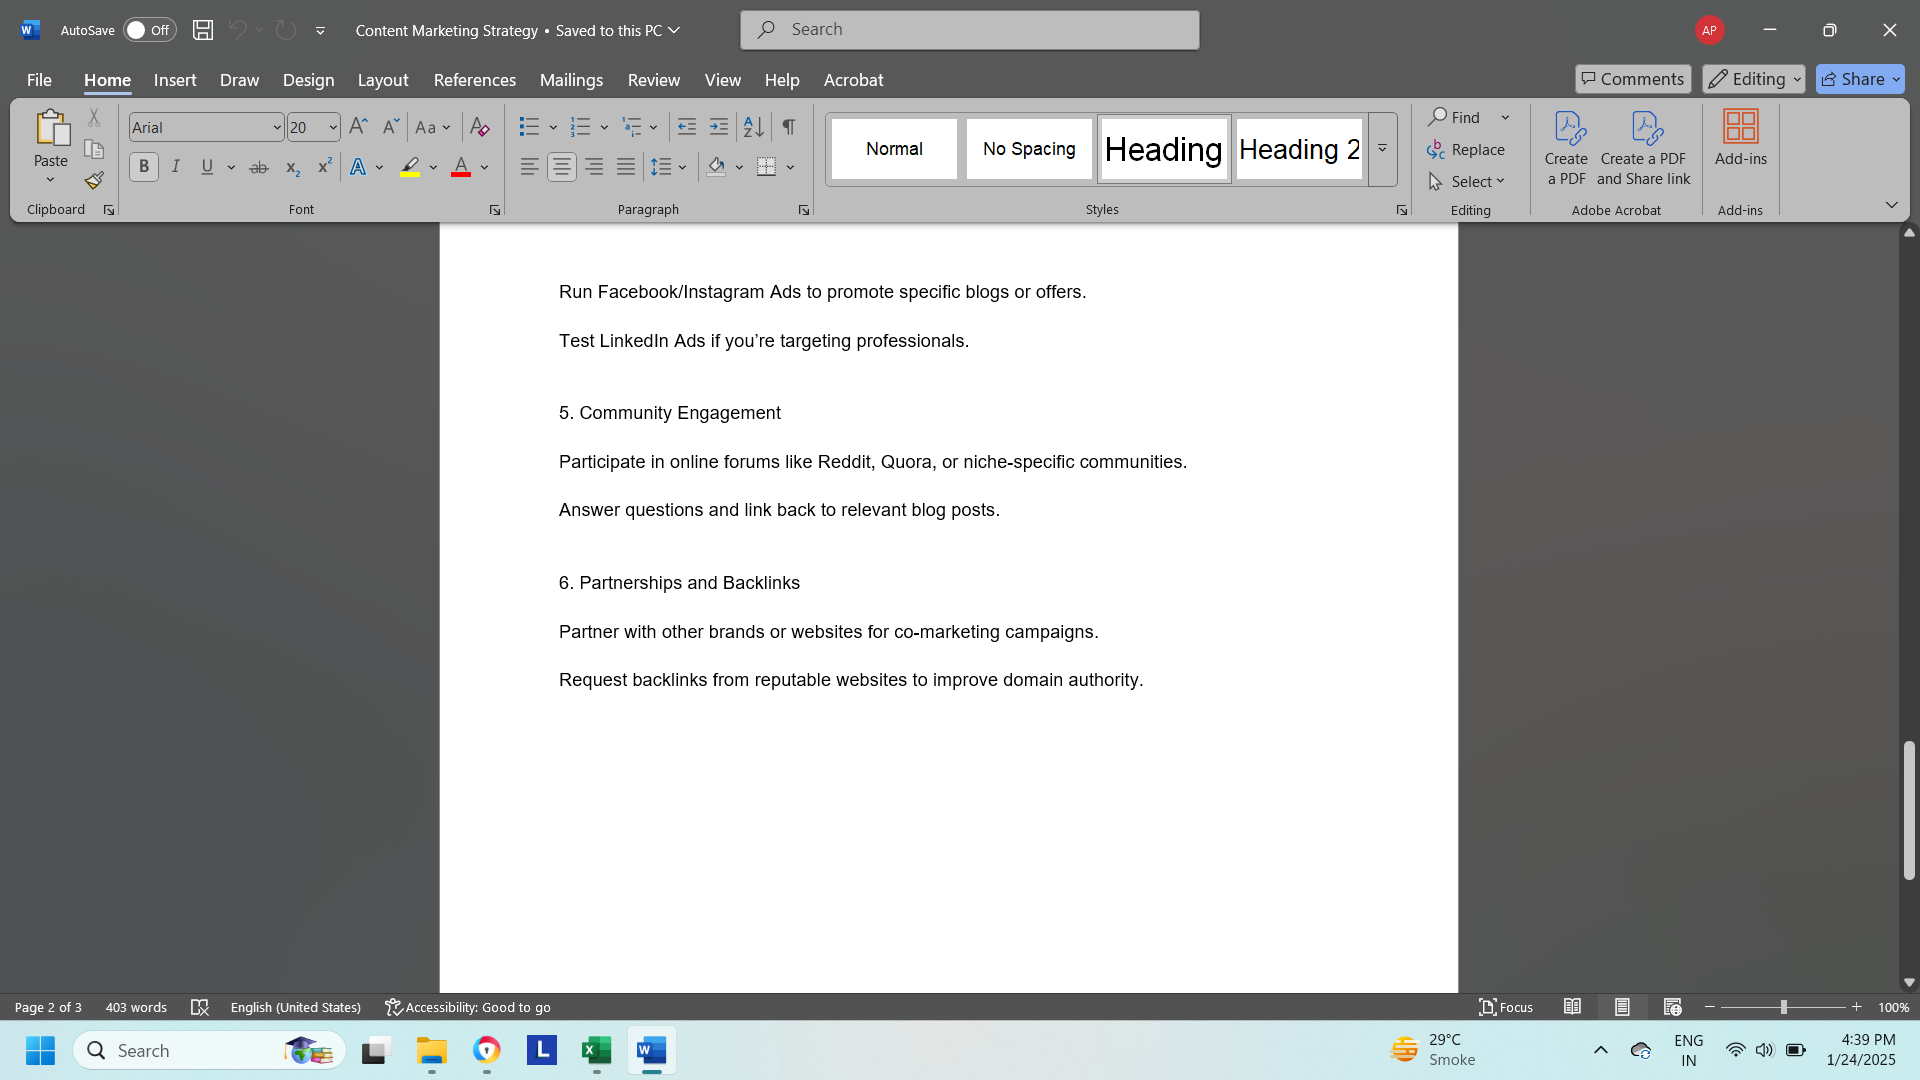 AutoSave Off Content Marketing Strategy • Saved to this PC Search AP
File Home Insert Draw Design Layout References Mailings Review View Help Acrobat Comments Editing Share
Paste Arial 20 Aa Normal No Spacing Heading Heading 2 Find Replace Select Create a PDF Create a PDF and Share link Add-ins
Clipboard Font Paragraph Styles Editing Adobe Acrobat Add-ins
Run Facebook/Instagram Ads to promote specific blogs or offers.
Test LinkedIn Ads if you’re targeting professionals.
5. Community Engagement
Participate in online forums like Reddit, Quora, or niche-specific communities.
Answer questions and link back to relevant blog posts.
6. Partnerships and Backlinks
Partner with other brands or websites for co-marketing campaigns.
Request backlinks from reputable websites to improve domain authority.
Page 2 of 3 403 words English (United States) Accessibility: Good to go Focus 100%
Search 29°C ENG 4:39 PM
Smoke IN 1/24/2025